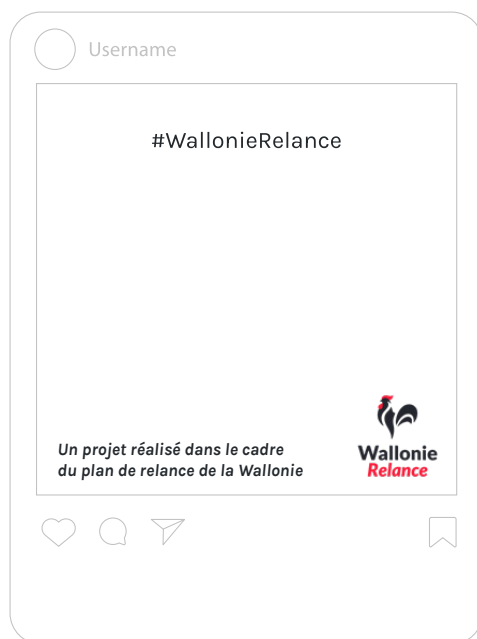 Username
#WallonieRelance
Un projet réalisé dans le cadre
du plan de relance de la Wallonie
Wallonie
Relance